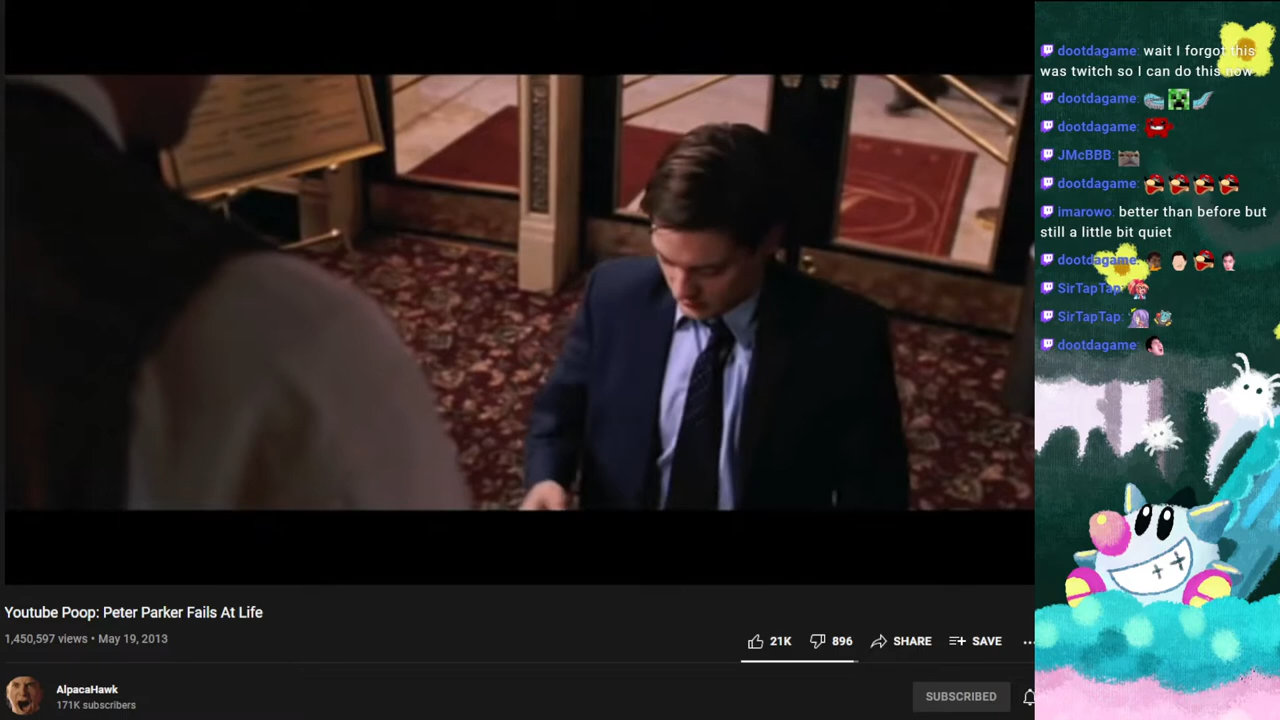 dootdagame: wait I forgot this
was twitch so I can do this now
dootdagame:
dootdagame:
JMcBBB:
dootdagame:
imarowo: better than before but
still a little bit quiet
dootdagame:
SirTapTap:
SirTapTap:
dootdagame:
Youtube Poop: Peter Parker Fails At Life
1,450,597 views • May 19, 2013
21K 896 SHARE SAVE ...
AlpacaHawk
171K subscribers
SUBSCRIBED